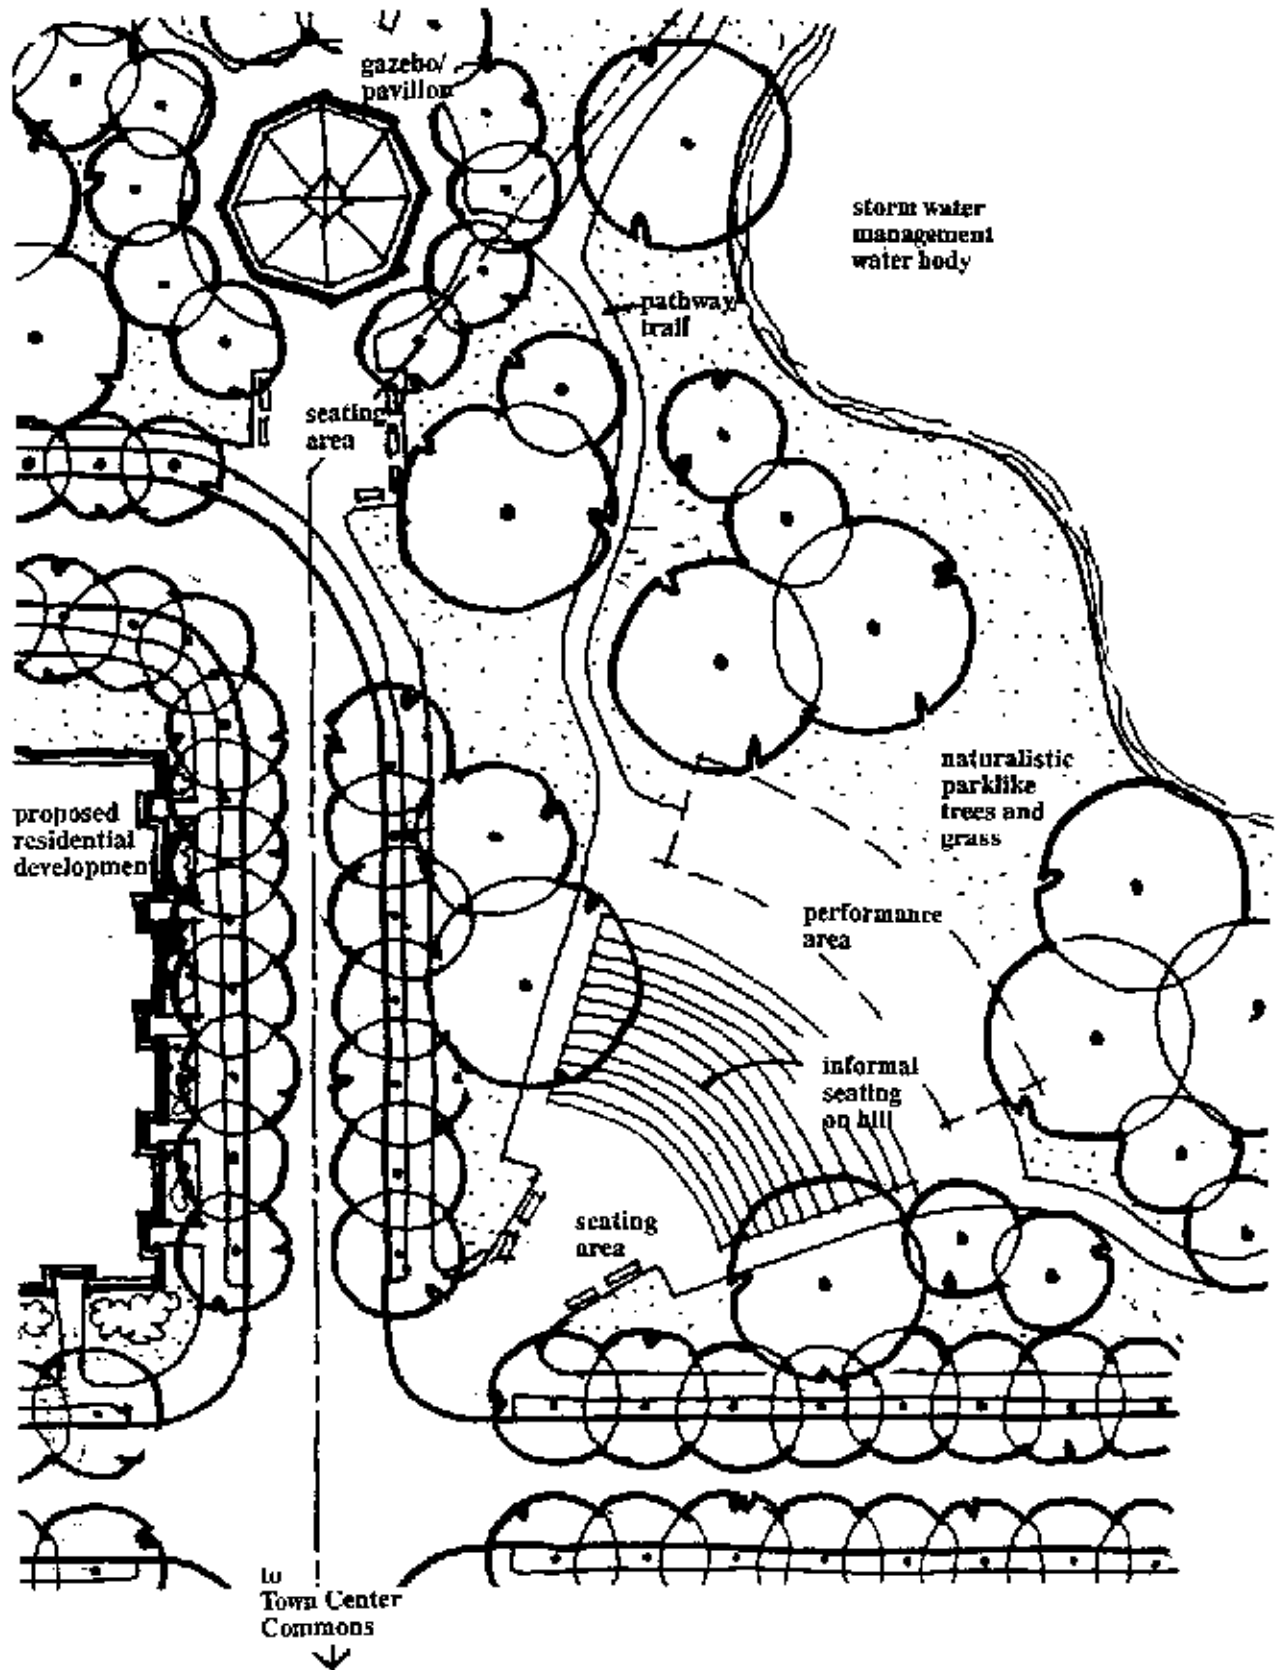 gazebo/
pavilion
storm water
management
water body
pathway
trail
seating
area
naturalistic
parklike
trees and
grass
proposed
residential
development
performance
area
informal
seating
on hill
seating
area
to
Town Center
Commons